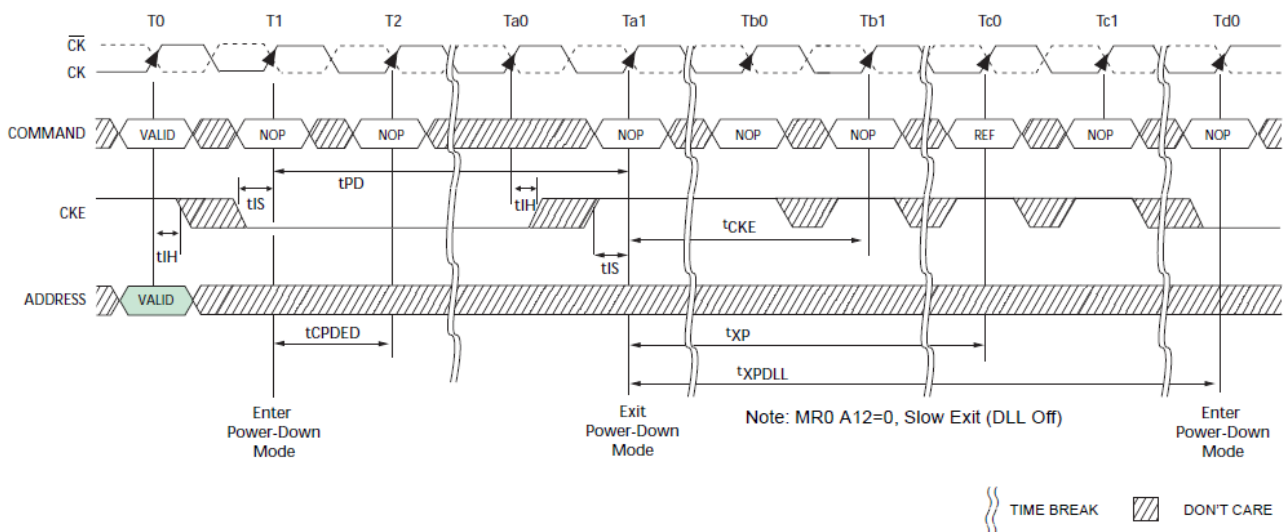 T0 T1 T2 Ta0 Ta1 Tb0 Tb1 Tc0 Tc1 Td0
CK
CK
COMMAND VALID NOP NOP NOP NOP NOP REF NOP NOP
tPD
tIS tIH
CKE
tCKE
tIH tIS
ADDRESS VALID
tCPDED tXP
tXPDLL
Enter
Power-Down
Mode
Exit
Power-Down
Mode
Note: MR0 A12=0, Slow Exit (DLL Off)
Enter
Power-Down
Mode
TIME BREAK DON'T CARE